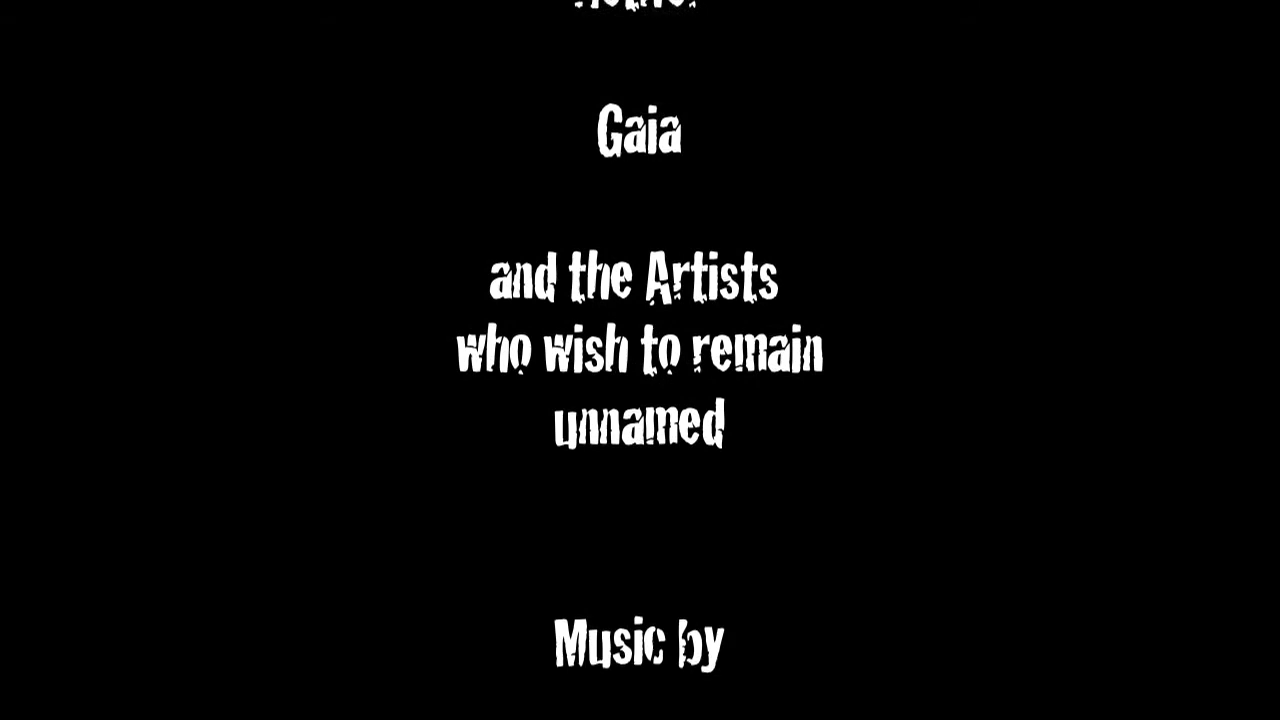 Gaia
and the Artists
who wish to remain
unnamed
Music by